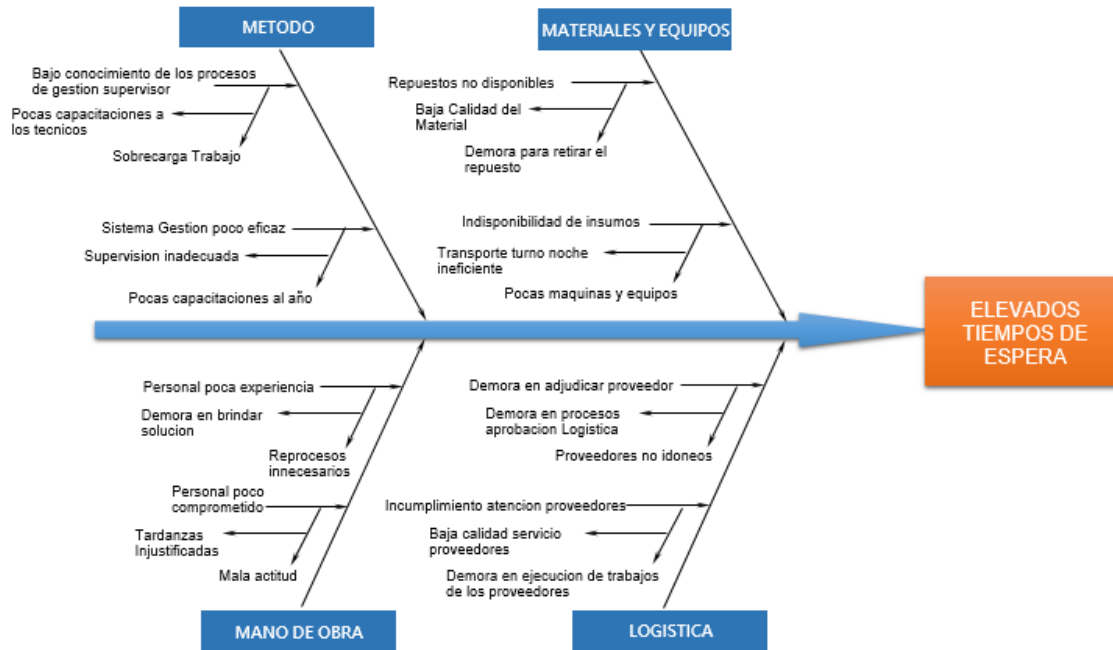 METODO
MATERIALES Y EQUIPOS
Bajo conocimiento de los procesos
de gestion supervisor
Pocas capacitaciones a
los tecnicos
Sobrecarga Trabajo
Repuestos no disponibles
Baja Calidad del
Material
Demora para retirar el
repuesto
Sistema Gestion poco eficaz
Supervision inadecuada
Pocas capacitaciones al año
Indisponibilidad de insumos
Transporte turno noche
ineficiente
Pocas maquinas y equipos
ELEVADOS
TIEMPOS DE
ESPERA
Personal poca experiencia
Demora en brindar
solucion
Reprocesos
innecesarios
Personal poco
comprometido
Tardanzas
Injustificadas
Mala actitud
Demora en adjudicar proveedor
Demora en procesos
aprobacion Logistica
Proveedores no idoneos
Incumplimiento atencion proveedores
Baja calidad servicio
proveedores
Demora en ejecucion de trabajos
de los proveedores
MANO DE OBRA
LOGISTICA